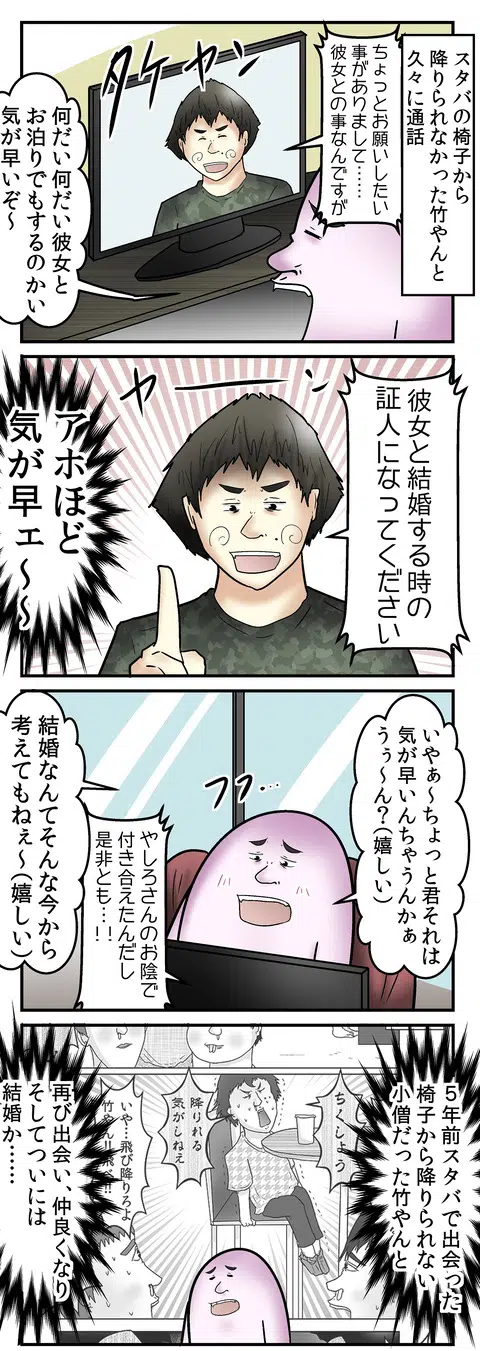 スタバの椅子から
降りられなかった竹やんと
久々に通話
ちょっとお願いしたい
事がありまして……
彼女との事なんですが
タケヤン
何だい何だい彼女と
お泊りでもするのかい
気が早いぞ～
彼女と結婚する時の
証人になってください
ヤーーン
アホほど
気が早ェ～～
いやぁ～ちょっと君それは
気が早いんちゃうんかぁ
うぅ～ん？(嬉しい)
フフ…
やしろさんのお陰で
付き合えたんだし
是非とも…！！
結婚なんてそんな今から
考えてもねぇ～(嬉しい)
５年前スタバで出会った
椅子から降りられない
小僧だった竹やんと
ちくしょう
降りれる
気がしねえ
いや…飛び降りろよ
再び出会い、仲良くなり
そしてついには
結婚か……